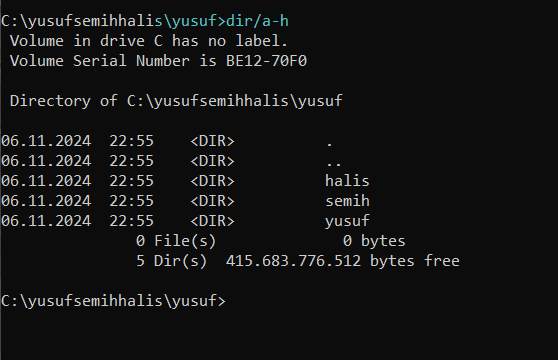 C:\yusufsemihhalis\yusuf>dir/a-h
Volume in drive C has no label.
Volume Serial Number is BE12-70F0
Directory of C:\yusufsemihhalis\yusuf
06.11.2024  22:55    <DIR>          .
06.11.2024  22:55    <DIR>          ..
06.11.2024  22:55    <DIR>          halis
06.11.2024  22:55    <DIR>          semih
06.11.2024  22:55    <DIR>          yusuf
0 File(s)              0 bytes
5 Dir(s)  415.683.776.512 bytes free
C:\yusufsemihhalis\yusuf>